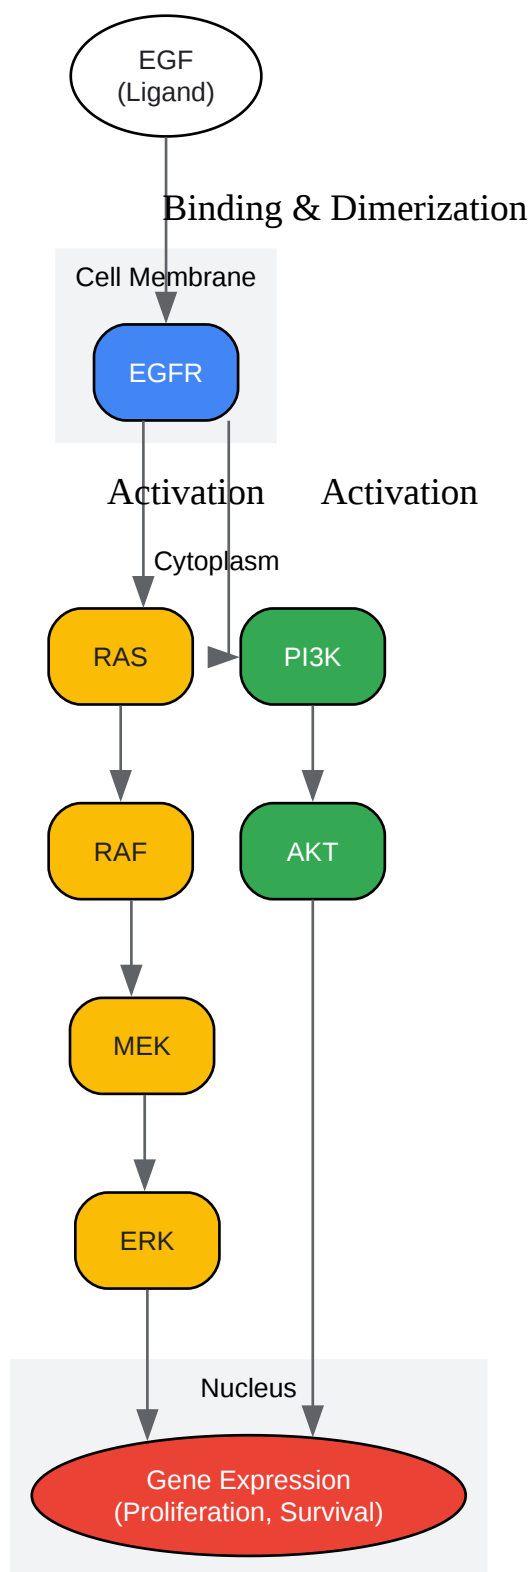 EGF
(Ligand)
Binding & Dimerization
Cell Membrane
EGFR
Activation
Activation
Cytoplasm
RAS
PI3K
RAF
AKT
MEK
ERK
Nucleus
Gene Expression
(Proliferation, Survival)